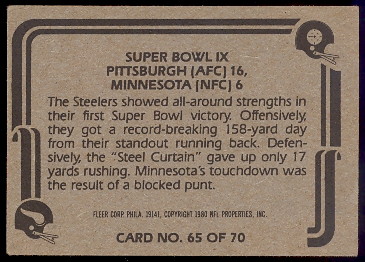 SUPER BOWL IX
PITTSBURGH (AFC) 16,
MINNESOTA (NFC) 6
The Steelers showed all-around strengths in
their first Super Bowl victory. Offensively,
they got a record-breaking 158-yard day
from their standout running back. Defen-
sively, the "Steel Curtain" gave up only 17
yards rushing. Minnesota's touchdown was
the result of a blocked punt.
FLEER CORP. PHILA. 19141, COPYRIGHT 1980 NFL PROPERTIES, INC.
CARD NO. 65 OF 70